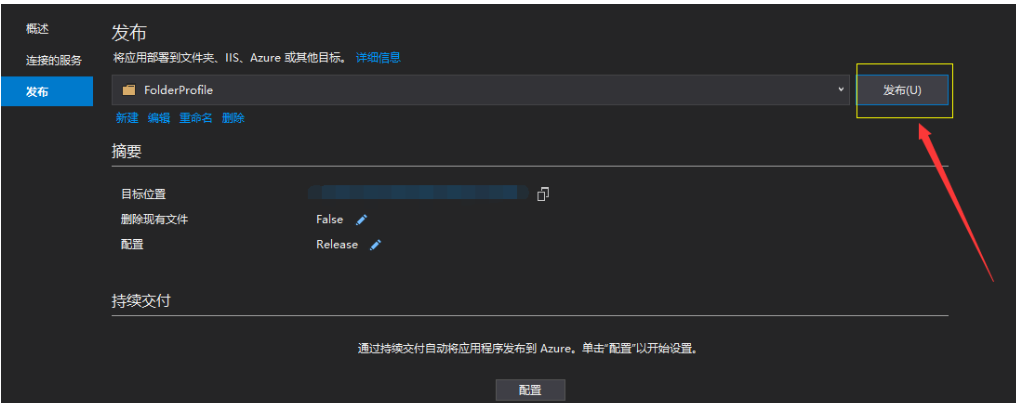 概述
连接的服务
发布
发布
将应用部署到文件夹、IIS、Azure 或其他目标。 详细信息
FolderProfile
发布(U)
新建 编辑 重命名 删除
摘要
目标位置
删除现有文件 False
配置 Release
持续交付
通过持续交付自动将应用程序发布到 Azure。单击“配置”以开始设置。
配置